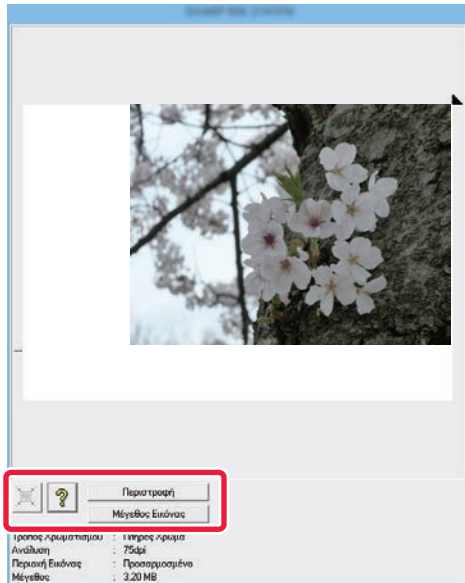 ?
Περιστροφή
Μέγεθος Εικόνας
Τρόπος Χρωματισμού : Πλήρες Χρώμα
Ανάλυση : 75dpi
Περιοχή Εικόνας : Προσαρμοσμένο
Μέγεθος : 3,20 MB